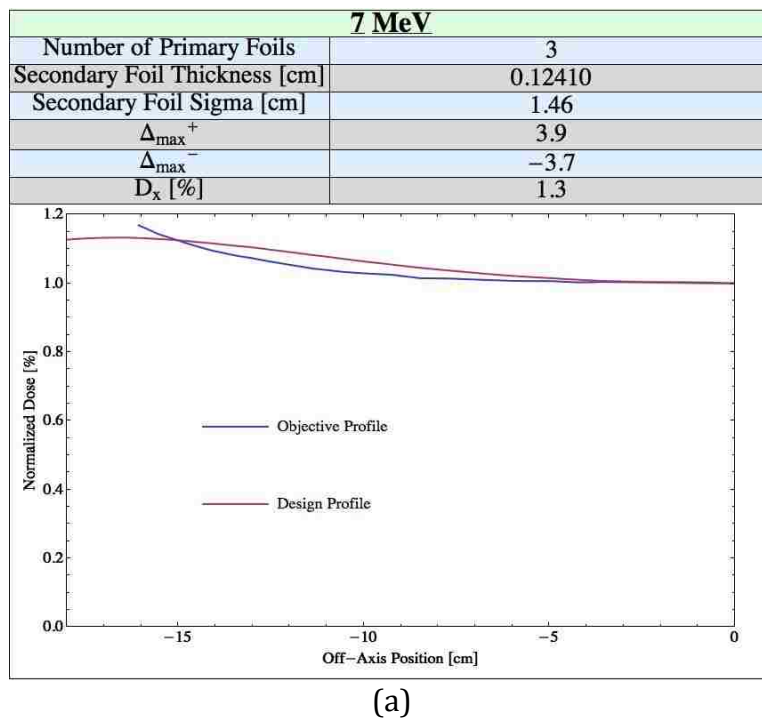 7 MeV
Number of Primary Foils 3
Secondary Foil Thickness [cm] 0.12410
Secondary Foil Sigma [cm] 1.46
Δmax+ 3.9
Δmax− −3.7
Dx [%] 1.3
1.2
1.0
0.8
0.6
0.4
0.2
0.0
Normalized Dose [%]
Objective Profile
Design Profile
−15 −10 −5 0
Off−Axis Position [cm]
(a)